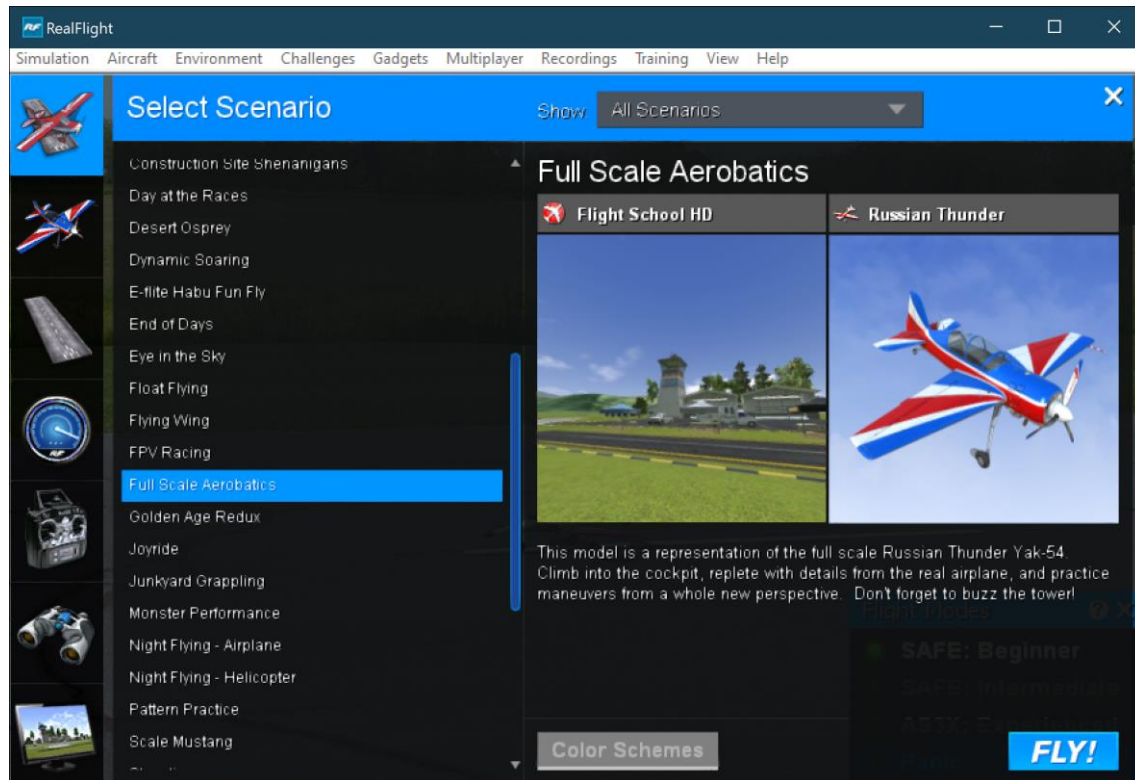 RealFlight
Simulation Aircraft Environment Challenges Gadgets Multiplayer Recordings Training View Help
Select Scenario
Show All Scenarios
Construction Site Shenanigans
Day at the Races
Desert Osprey
Dynamic Soaring
E-flite Habu Fun Fly
End of Days
Eye in the Sky
Float Flying
Flying Wing
FPV Racing
Full Scale Aerobatics
Golden Age Redux
Joyride
Junkyard Grappling
Monster Performance
Night Flying - Airplane
Night Flying - Helicopter
Pattern Practice
Scale Mustang
Full Scale Aerobatics
Flight School HD
Russian Thunder
This model is a representation of the full scale Russian Thunder Yak-54.
Climb into the cockpit, replete with details from the real airplane, and practice
maneuvers from a whole new perspective. Don't forget to buzz the tower!
Flight Modes
SAFE: Beginner
SAFE: Intermediate
Color Schemes
FLY!